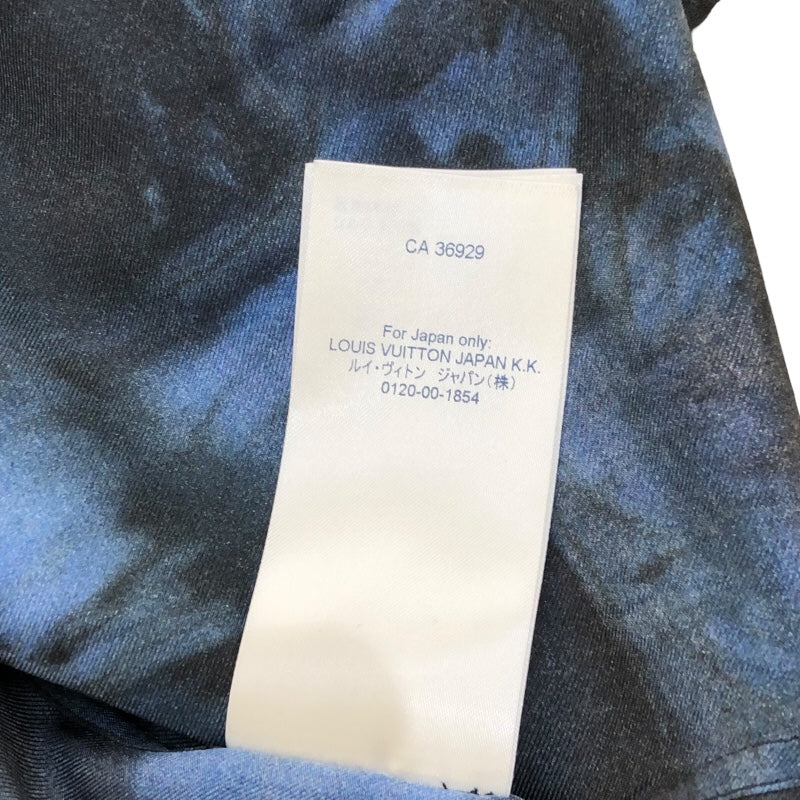 CA 36929
For Japan only:
LOUIS VUITTON JAPAN K.K.
ルイ・ヴィトン ジャパン(株)
0120-00-1854